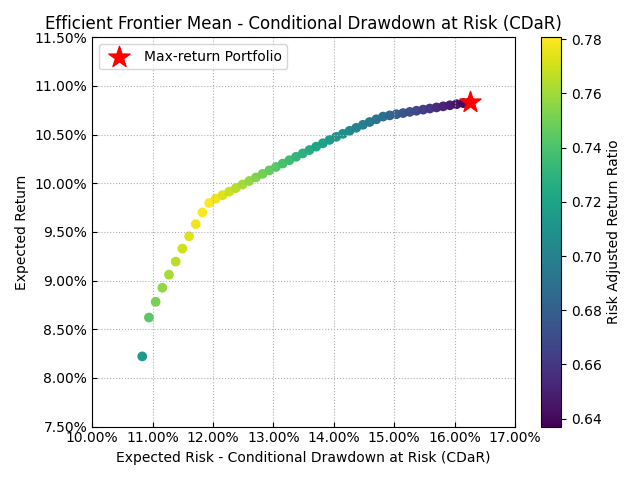 Efficient Frontier Mean - Conditional Drawdown at Risk (CDaR)
Max-return Portfolio
11.50%
11.00%
10.50%
10.00%
9.50%
9.00%
8.50%
8.00%
7.50%
Expected Return
10.00% 11.00% 12.00% 13.00% 14.00% 15.00% 16.00% 17.00%
Expected Risk - Conditional Drawdown at Risk (CDaR)
0.78
0.76
0.74
0.72
0.70
0.68
0.66
0.64
Risk Adjusted Return Ratio